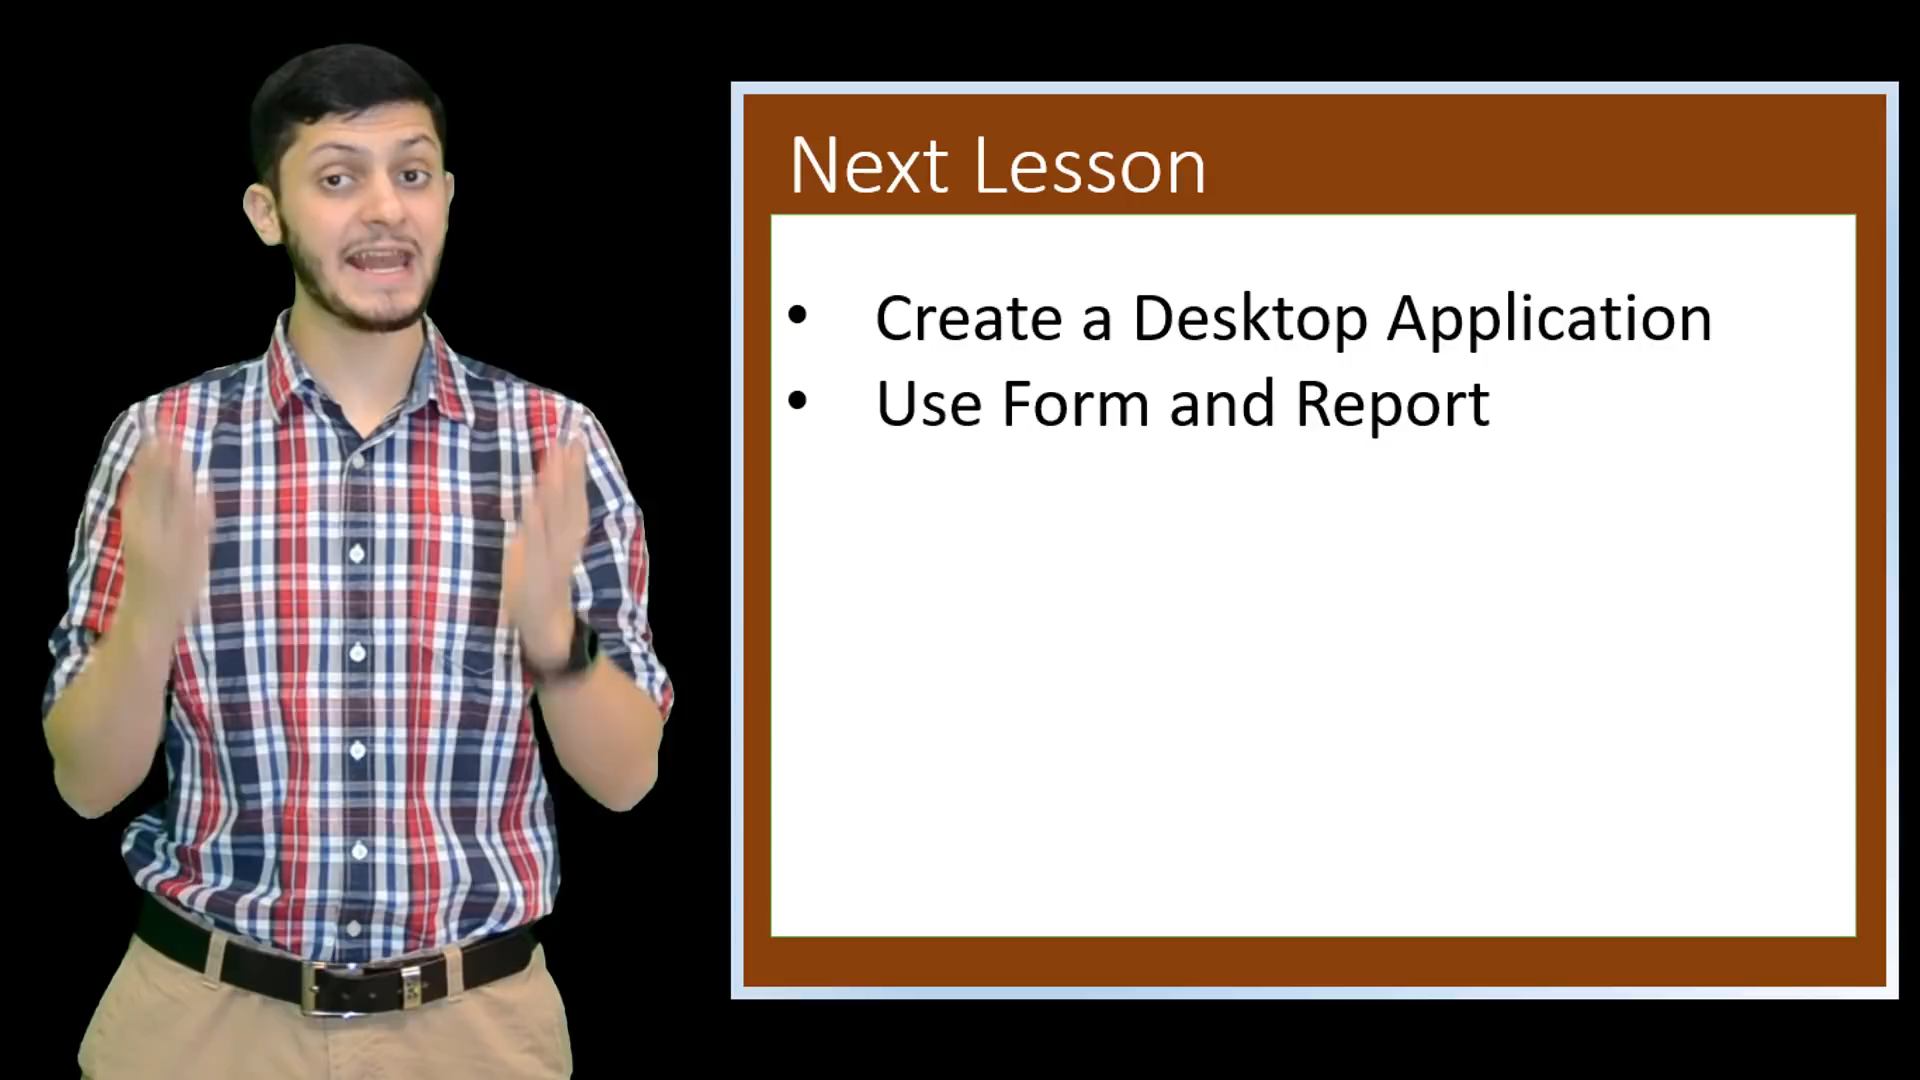 Next Lesson
• Create a Desktop Application
• Use Form and Report